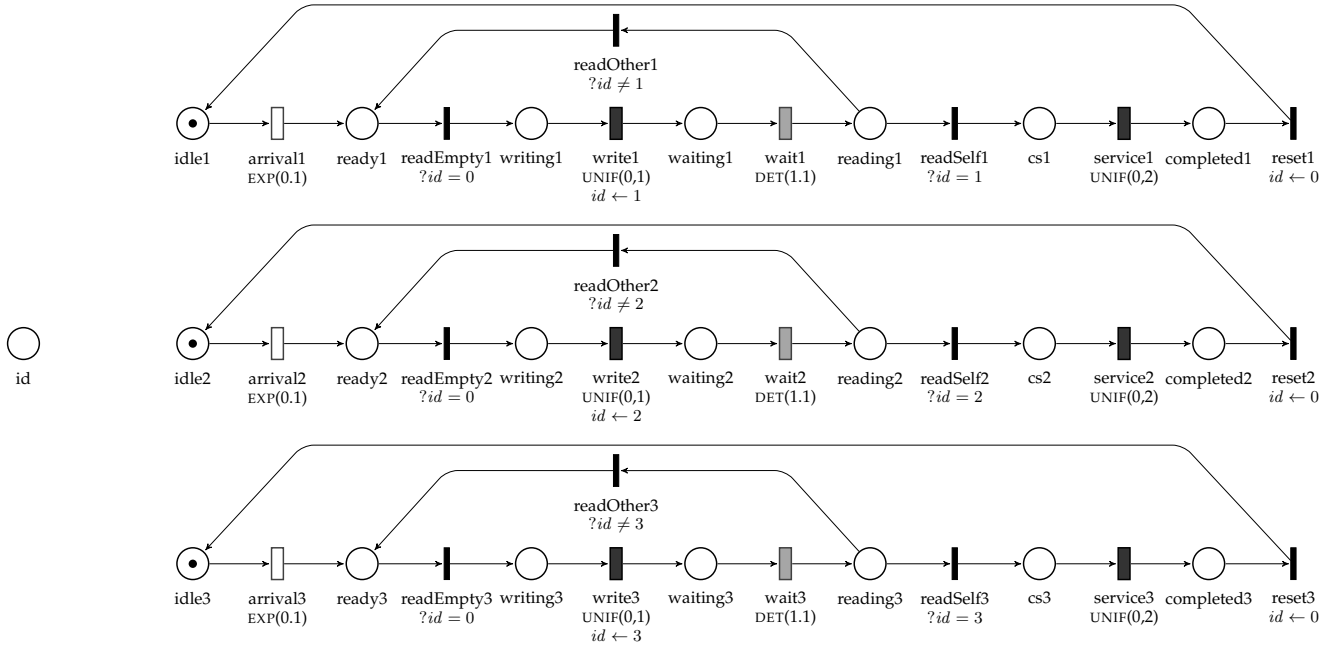 readOther1
?id ≠ 1
idle1 arrival1 ready1 readEmpty1 writing1 write1 waiting1 wait1 reading1 readSelf1 cs1 service1 completed1 reset1
EXP(0.1) ?id = 0 UNIF(0,1) DET(1.1) ?id = 1 UNIF(0,2) id ← 0
id ← 1
readOther2
?id ≠ 2
id idle2 arrival2 ready2 readEmpty2 writing2 write2 waiting2 wait2 reading2 readSelf2 cs2 service2 completed2 reset2
EXP(0.1) ?id = 0 UNIF(0,1) DET(1.1) ?id = 2 UNIF(0,2) id ← 0
id ← 2
readOther3
?id ≠ 3
idle3 arrival3 ready3 readEmpty3 writing3 write3 waiting3 wait3 reading3 readSelf3 cs3 service3 completed3 reset3
EXP(0.1) ?id = 0 UNIF(0,1) DET(1.1) ?id = 3 UNIF(0,2) id ← 0
id ← 3